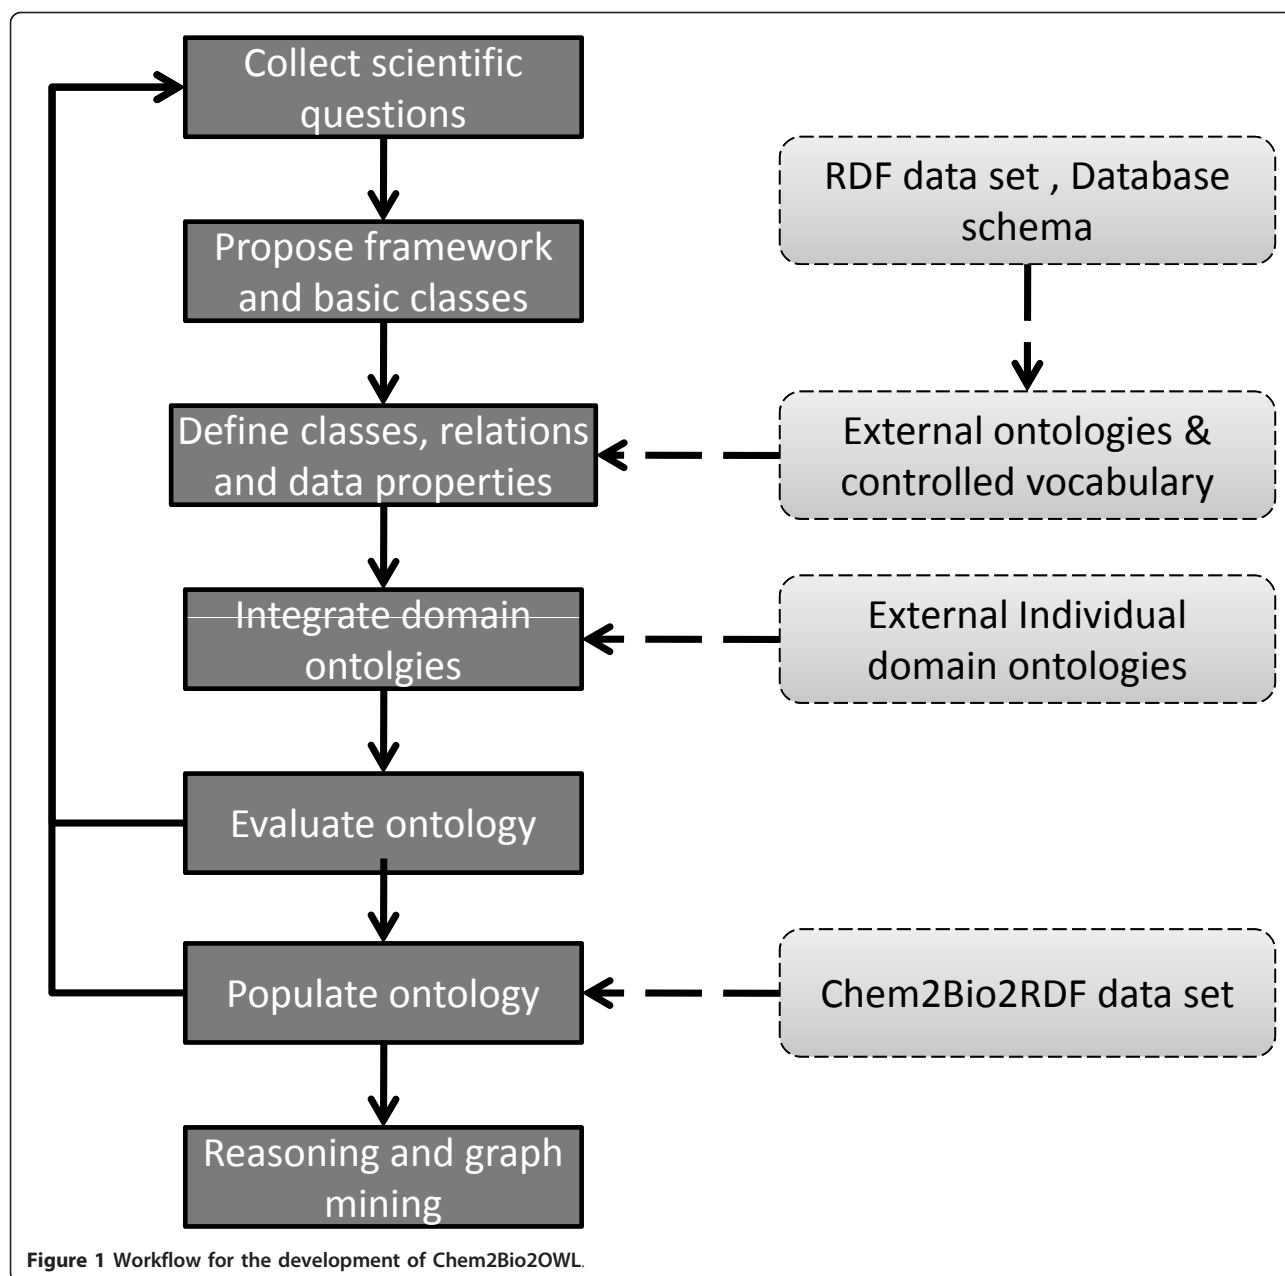 Collect scientific
questions
Propose framework
and basic classes
Define classes, relations
and data properties
Integrate domain
ontolgies
Evaluate ontology
Populate ontology
Reasoning and graph
mining
RDF data set , Database
schema
External ontologies &
controlled vocabulary
External Individual
domain ontologies
Chem2Bio2RDF data set
Figure 1 Workflow for the development of Chem2Bio2OWL.